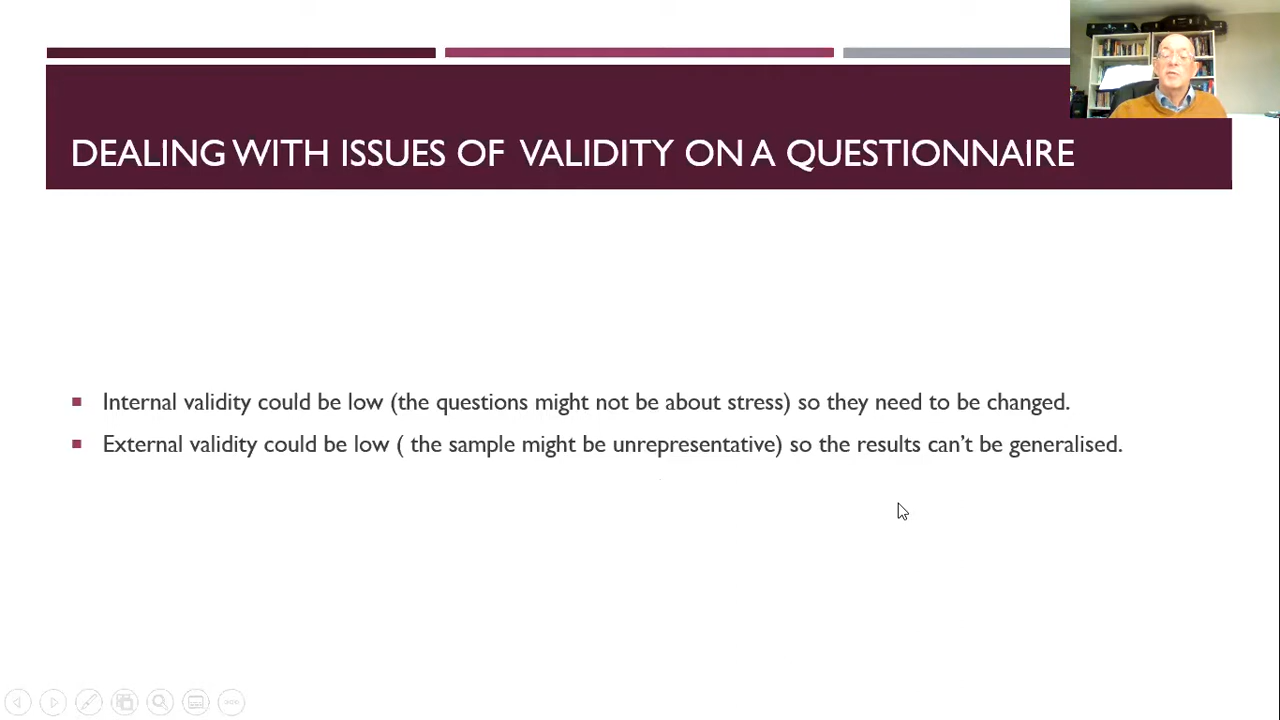 DEALING WITH ISSUES OF VALIDITY ON A QUESTIONNAIRE
Internal validity could be low (the questions might not be about stress) so they need to be changed.
External validity could be low ( the sample might be unrepresentative) so the results can't be generalised.